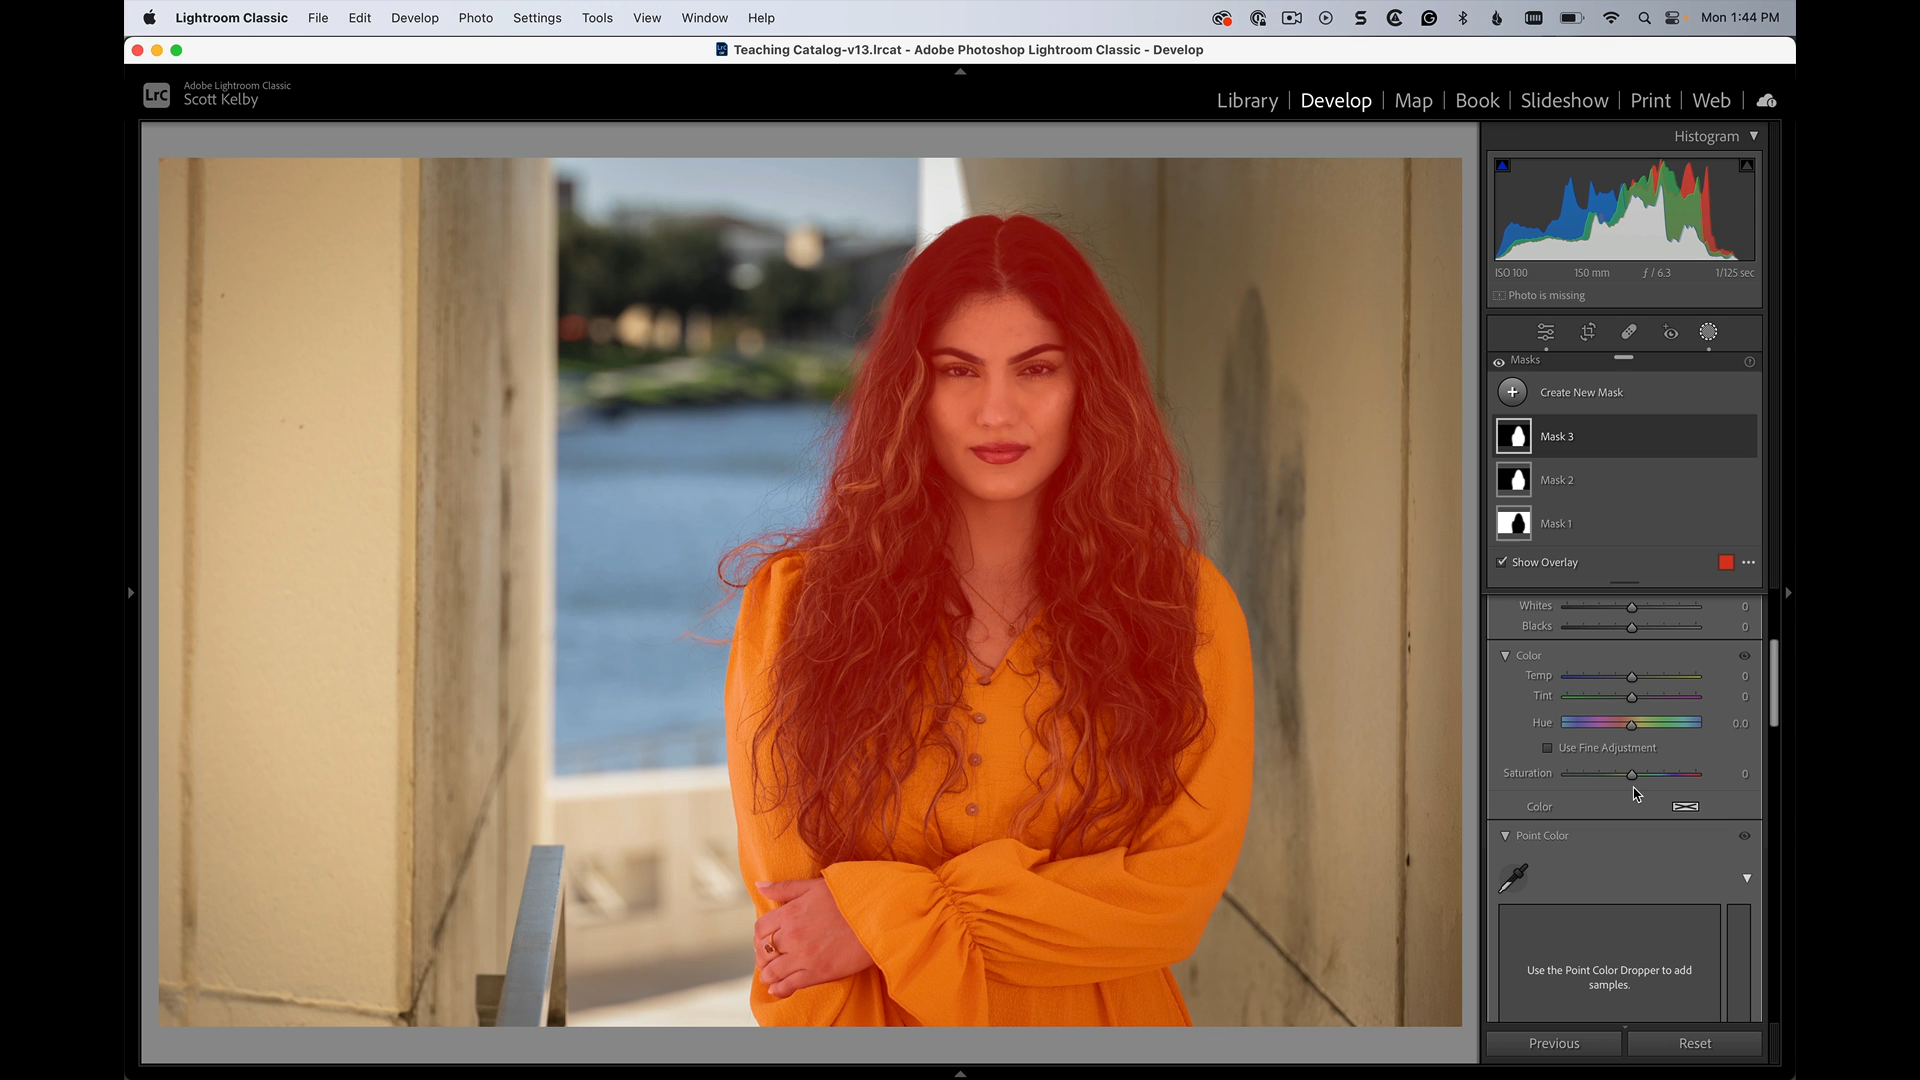 Lightroom Classic File Edit Develop Photo Settings Tools View Window Help Mon 1:44 PM
Teaching Catalog-v13.lrcat - Adobe Photoshop Lightroom Classic - Develop
LrC
Adobe Lightroom Classic
Scott Kelby
Library | Develop | Map | Book | Slideshow | Print | Web
Histogram
ISO 100 150 mm ƒ / 6.3 1/125 sec
Photo is missing
Masks
Create New Mask
Mask 3
Mask 2
Mask 1
Show Overlay
Whites 0
Blacks 0
Color
Temp 0
Tint 0
Hue 0.0
Use Fine Adjustment
Saturation 0
Color
Point Color
Use the Point Color Dropper to add
samples.
Previous Reset